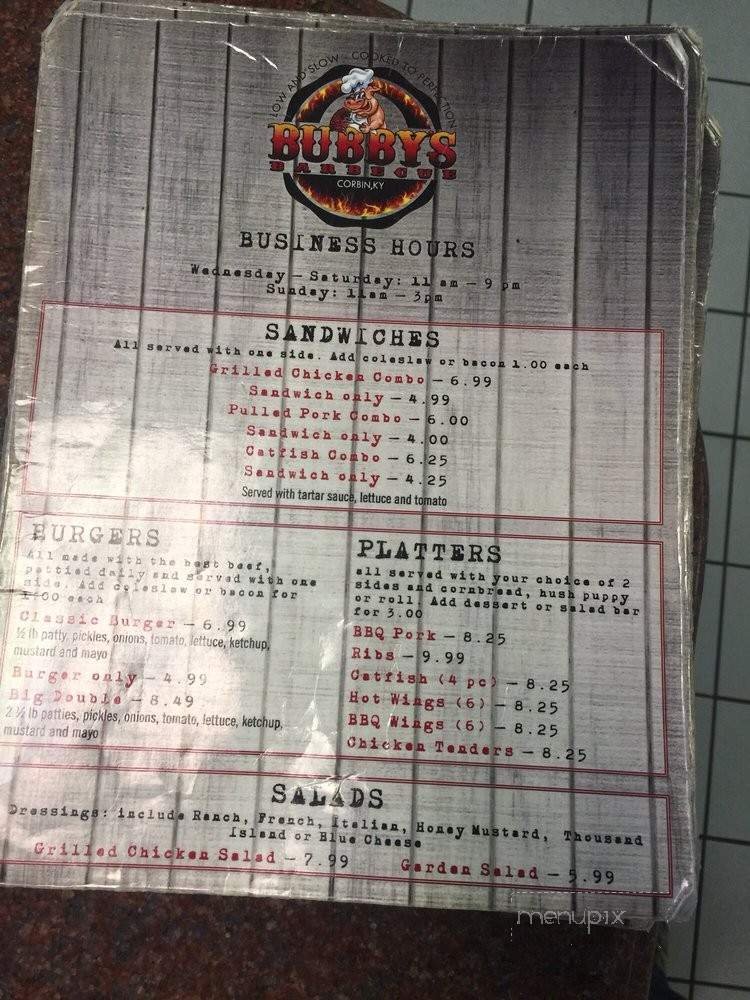 LOW AND SLOW - COOKED TO PERFECTION
BUBBYS
BARBECUE
CORBIN,KY
BUSINESS HOURS
Wednesday — Saturday: 11 am — 9 pm
Sunday: 11am — 3pm
SANDWICHES
All served with one side. Add coleslaw or bacon 1.00 each
Grilled Chicken Combo — 6.99
Sandwich only — 4.99
Pulled Pork Combo — 6.00
Sandwich only — 4.00
Catfish Combo — 6.25
Sandwich only — 4.25
Served with tartar sauce, lettuce and tomato
BURGERS
All made with the best beef,
pattied daily and served with one
side. Add coleslaw or bacon for
1.00 each
Classic Burger — 6.99
½ lb patty, pickles, onions, tomato, lettuce, ketchup,
mustard and mayo
Burger only — 4.99
Big Double — 8.49
2 ½ lb patties, pickles, onions, tomato, lettuce, ketchup,
mustard and mayo
PLATTERS
all served with your choice of 2
sides and cornbread, hush puppy
or roll. Add dessert or salad bar
for 3.00
BBQ Pork — 8.25
Ribs — 9.99
Catfish (4 pc) — 8.25
Hot Wings (6) — 8.25
BBQ Wings (6) — 8.25
Chicken Tenders — 8.25
SALADS
Dressings: include Ranch, French, Italian, Honey Mustard, Thousand
Island or Blue Cheese
Grilled Chicken Salad — 7.99
Garden Salad — 5.99
menupix